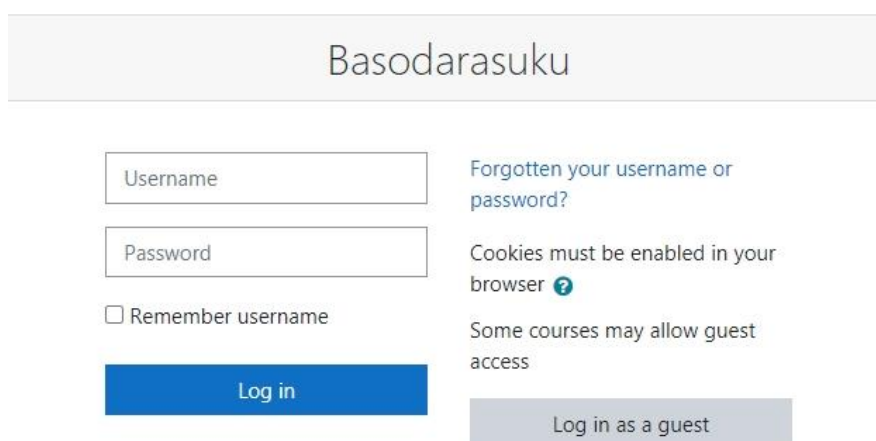 Basodarasuku
Username
Password
Remember username
Log in
Forgotten your username or
password?
Cookies must be enabled in your
browser
Some courses may allow guest
access
Log in as a guest